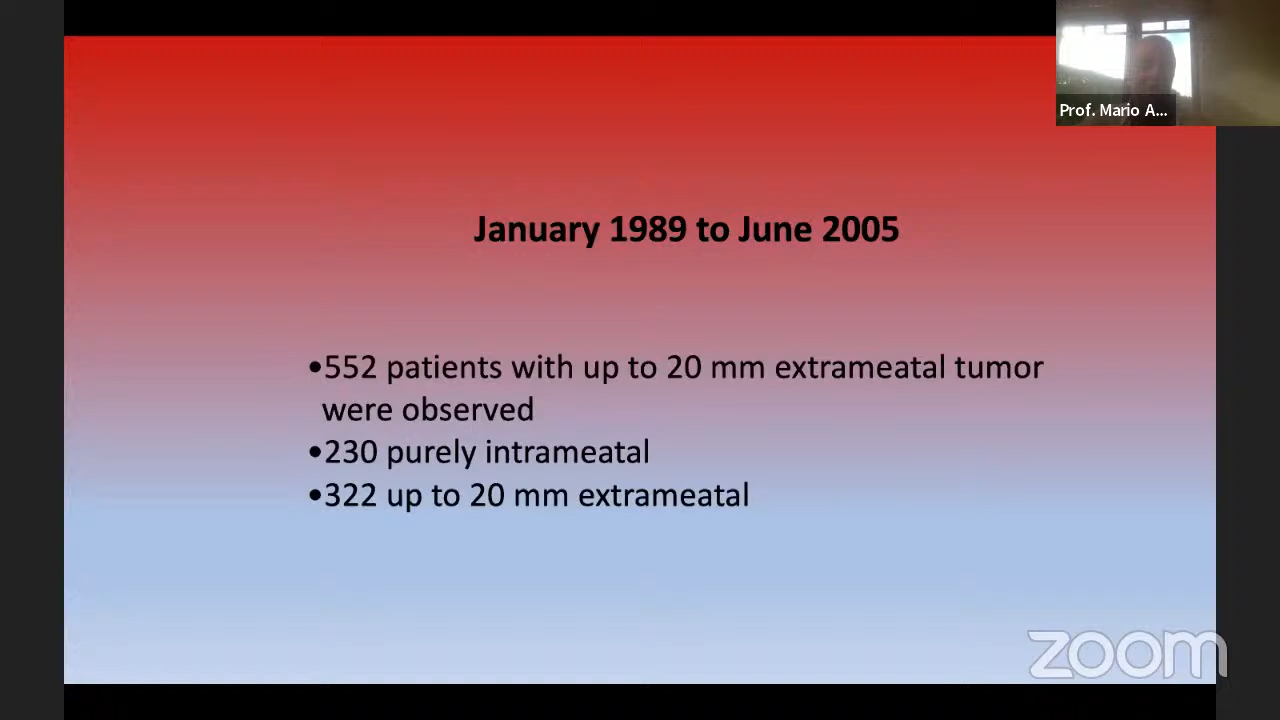 Prof. Mario A...
January 1989 to June 2005
•552 patients with up to 20 mm extrameatal tumor
were observed
•230 purely intrameatal
•322 up to 20 mm extrameatal
zoom